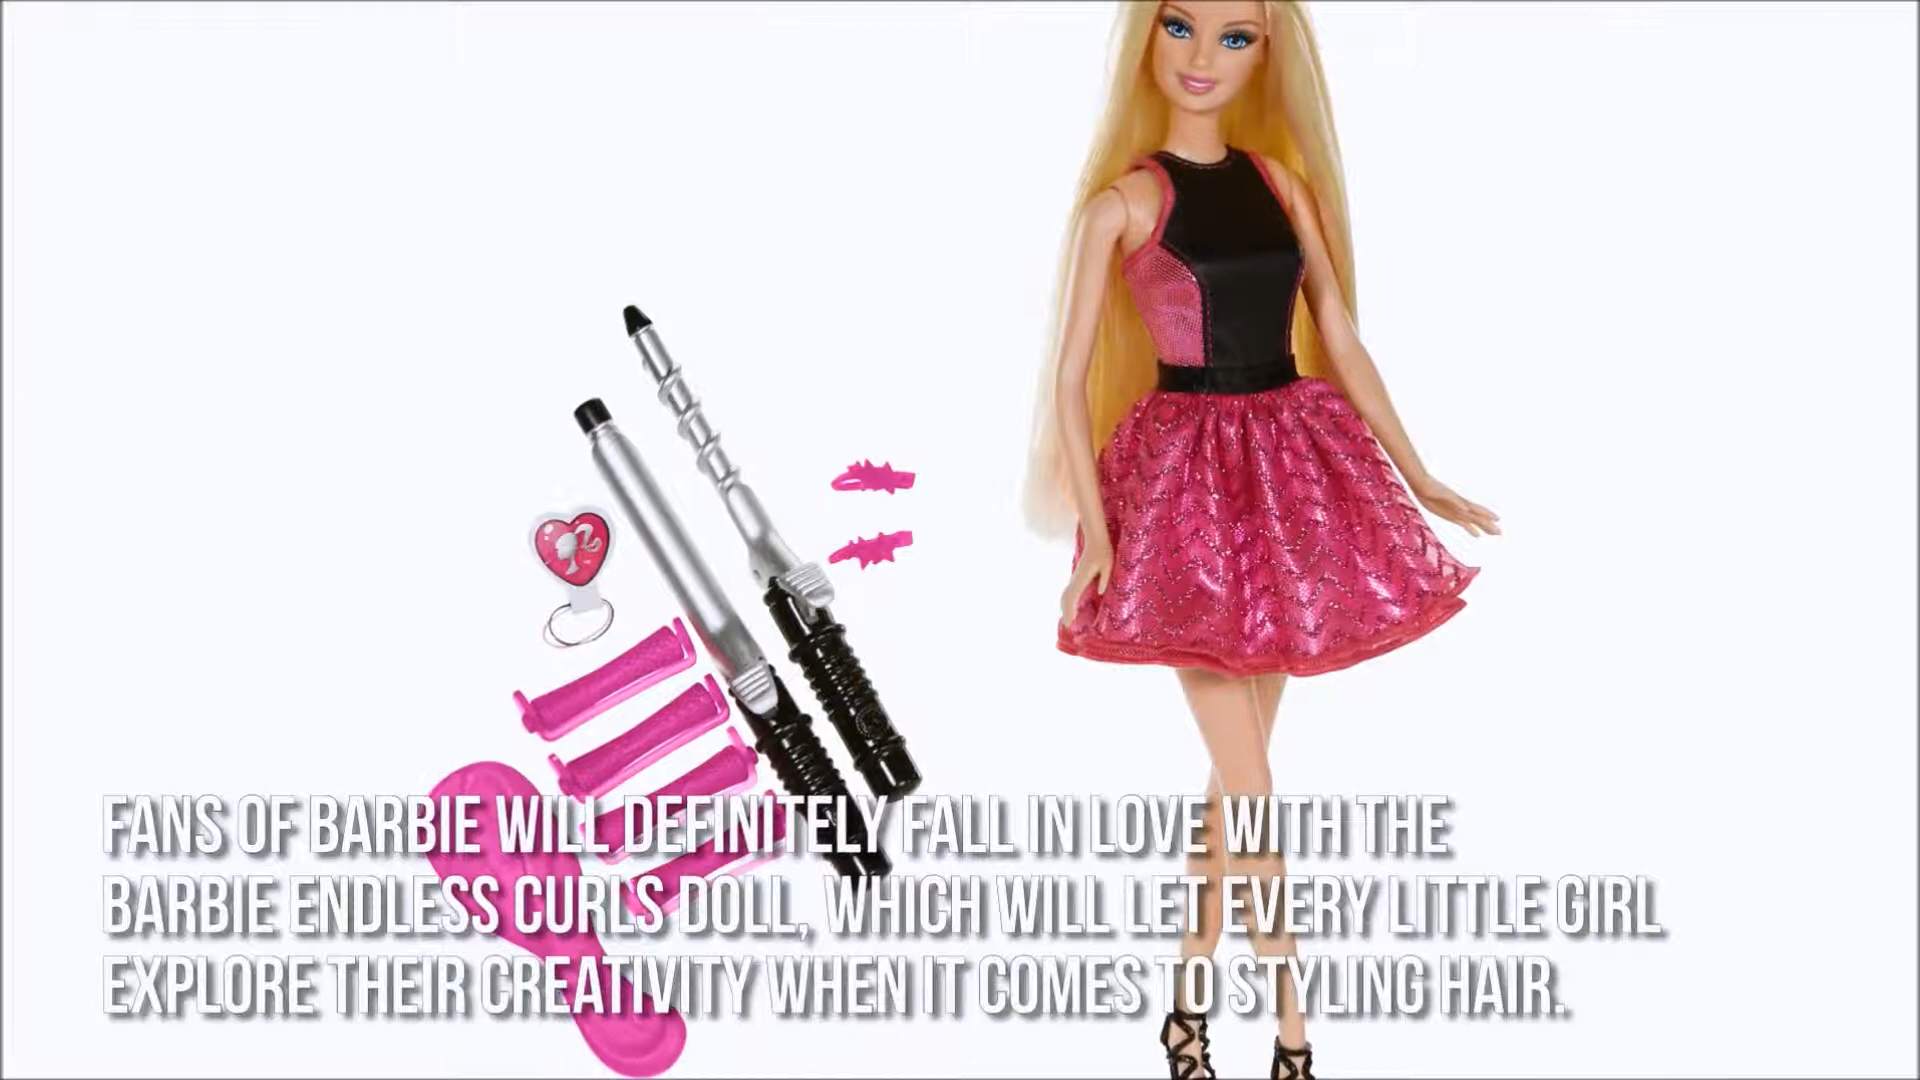 FANS OF BARBIE WILL DEFINITELY FALL IN LOVE WITH THE
BARBIE ENDLESS CURLS DOLL, WHICH WILL LET EVERY LITTLE GIRL
EXPLORE THEIR CREATIVITY WHEN IT COMES TO STYLING HAIR.